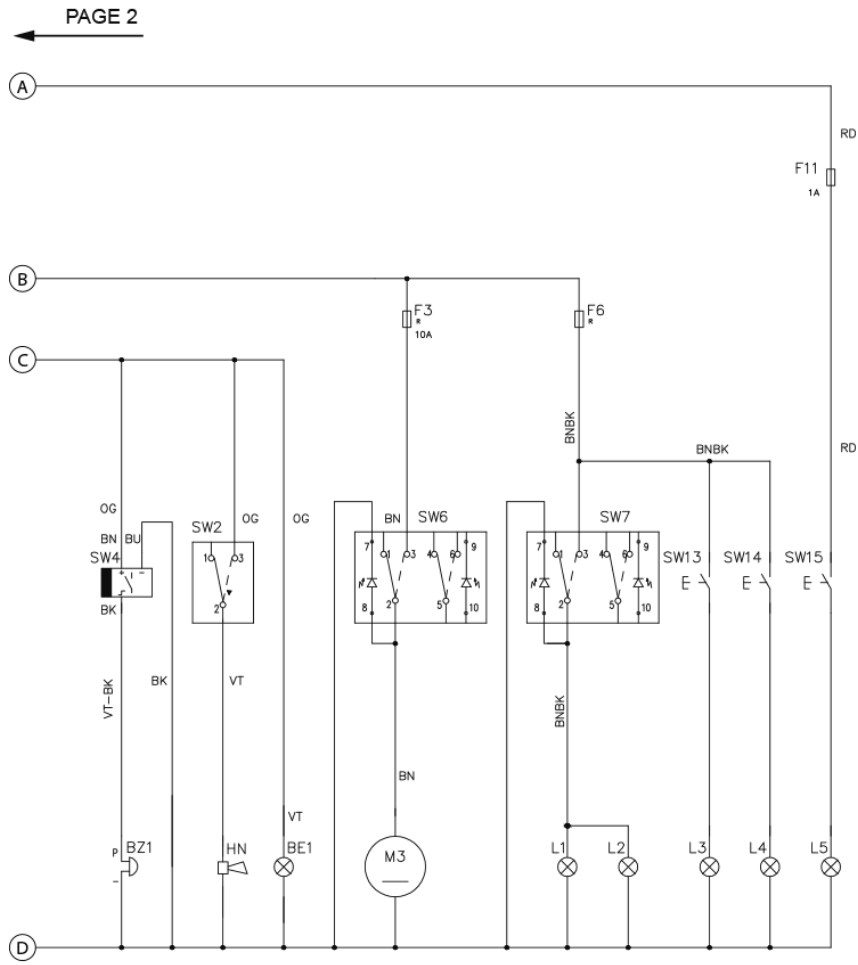 PAGE 2
A
RD
F11
1A
B
F3
R
10A
F6
R
C
BNBK
BNBK
RD
OG
SW2
OG
OG
BN
SW6
SW7
BN BU
SW4
1 3
7 1 3 4 6 9
7 1 3 4 6 9
SW13
SW14
SW15
E
E
E
BK
2
8 2 5 10
8 2 5 10
VT-BK
BK
VT
BNBK
BN
VT
P
BZ1
–
HN
BE1
M3
L1
L2
L3
L4
L5
D